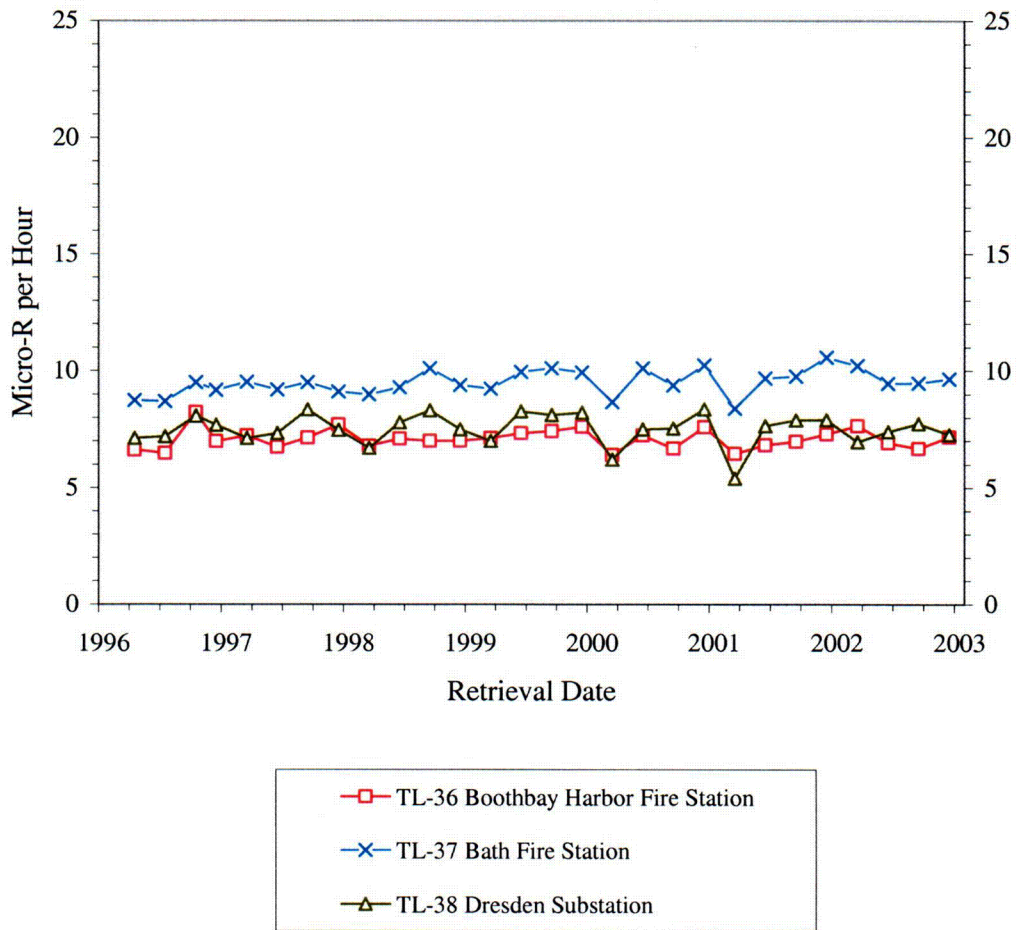 25
20
15
10
5
0
Micro-R per Hour
25
20
15
10
5
0
1996 1997 1998 1999 2000 2001 2002 2003
Retrieval Date
TL-36 Boothbay Harbor Fire Station
TL-37 Bath Fire Station
TL-38 Dresden Substation